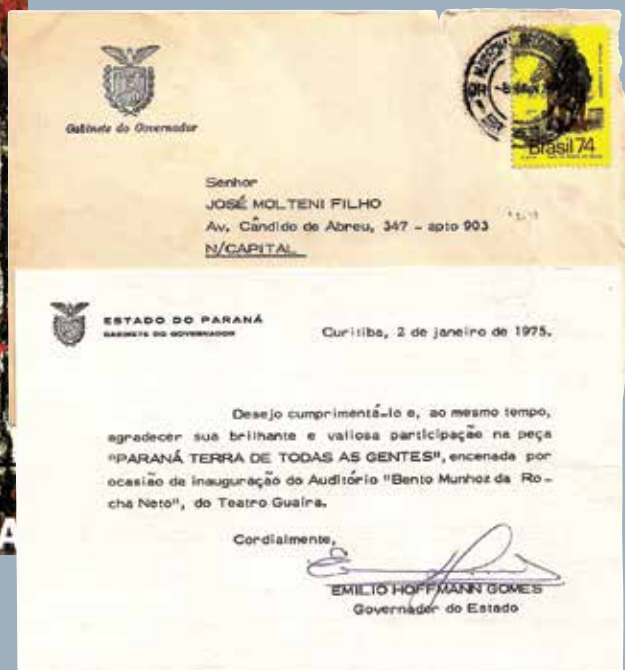 Gabinete do Governador
Brasil 74
Senhor
JOSÉ MOLTENI FILHO
Av. Cândido de Abreu, 347 - apto 903
N/CAPITAL
ESTADO DO PARANÁ
GABINETE DO GOVERNADOR
Curitiba, 2 de janeiro de 1975.
Desejo cumprimentá-lo e, ao mesmo tempo,
agradecer sua brilhante e valiosa participação na peça
"PARANÁ TERRA DE TODAS AS GENTES", encenada por
ocasião da inauguração do Auditório "Bento Munhoz da Ro-
cha Neto", do Teatro Guaíra.
Cordialmente,
EMILIO HOFFMANN GOMES
Governador do Estado
A